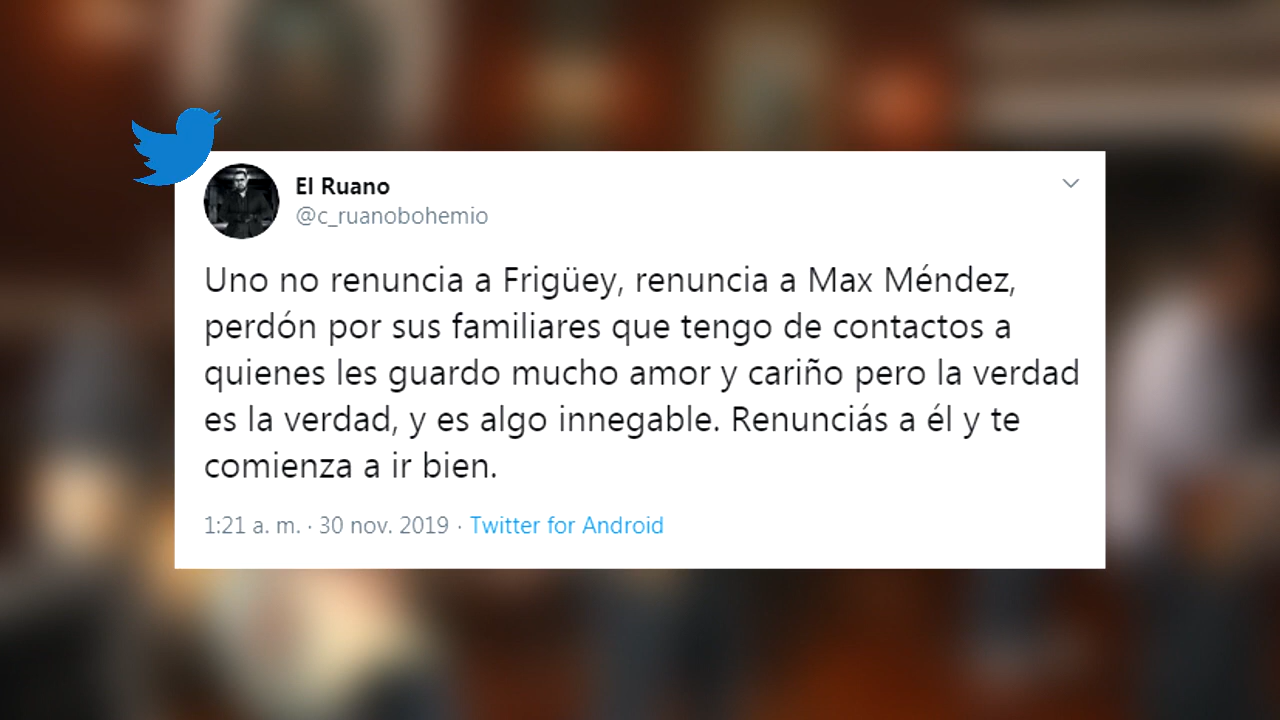 El Ruano
@c_ruanobohemio
Uno no renuncia a Frigüey, renuncia a Max Méndez,
perdón por sus familiares que tengo de contactos a
quienes les guardo mucho amor y cariño pero la verdad
es la verdad, y es algo innegable. Renunciás a él y te
comienza a ir bien.
1:21 a. m. · 30 nov. 2019 · Twitter for Android